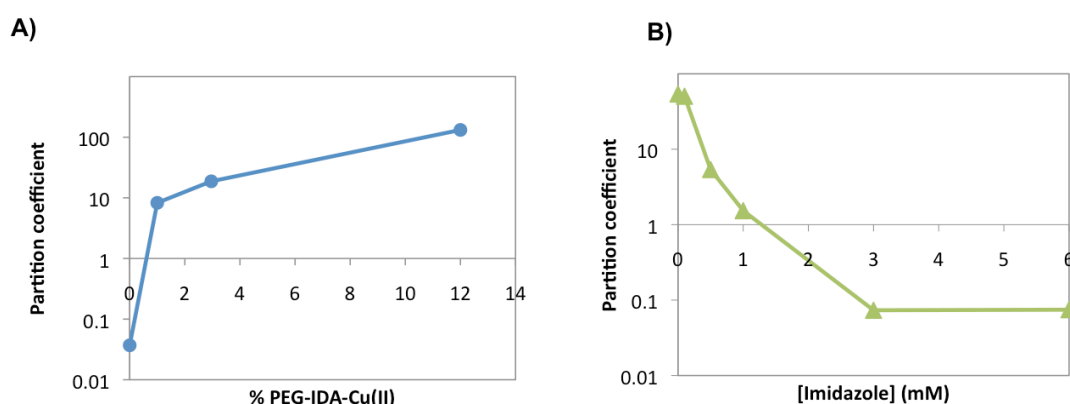 A)
Partition coefficient
100
10
1
0.1
0.01
0 2 4 6 8 10 12 14
% PEG-IDA-Cu(II)
B)
Partition coefficient
10
1
0.1
0.01
0 1 2 3 4 5 6
[Imidazole] (mM)